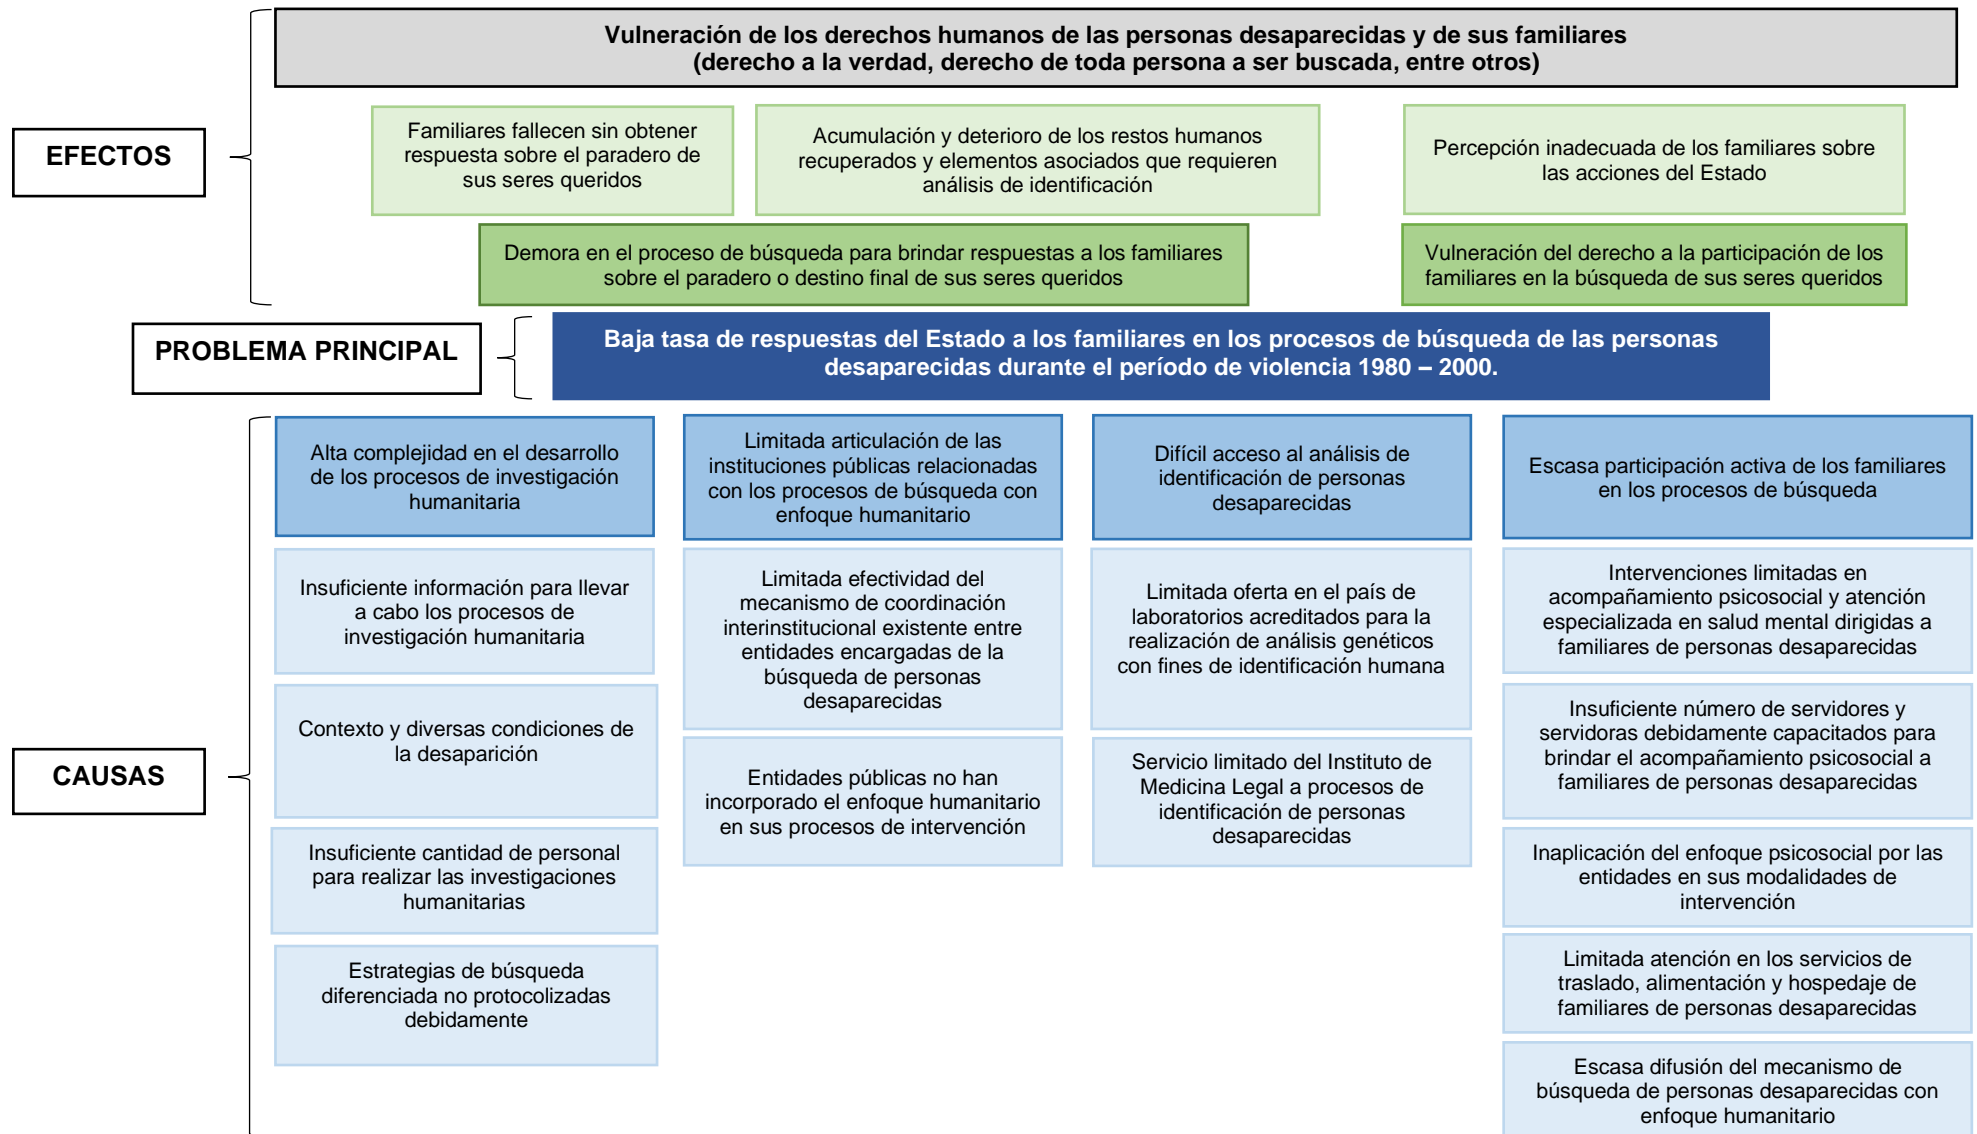 Vulneración de los derechos humanos de las personas desaparecidas y de sus familiares
(derecho a la verdad, derecho de toda persona a ser buscada, entre otros)
EFECTOS
Familiares fallecen sin obtener
respuesta sobre el paradero de
sus seres queridos
Acumulación y deterioro de los restos humanos
recuperados y elementos asociados que requieren
análisis de identificación
Percepción inadecuada de los familiares sobre
las acciones del Estado
Demora en el proceso de búsqueda para brindar respuestas a los familiares
sobre el paradero o destino final de sus seres queridos
Vulneración del derecho a la participación de los
familiares en la búsqueda de sus seres queridos
PROBLEMA PRINCIPAL
Baja tasa de respuestas del Estado a los familiares en los procesos de búsqueda de las personas
desaparecidas durante el período de violencia 1980 – 2000.
CAUSAS
Alta complejidad en el desarrollo
de los procesos de investigación
humanitaria
Insuficiente información para llevar
a cabo los procesos de
investigación humanitaria
Contexto y diversas condiciones de
la desaparición
Insuficiente cantidad de personal
para realizar las investigaciones
humanitarias
Estrategias de búsqueda
diferenciada no protocolizadas
debidamente
Limitada articulación de las
instituciones públicas relacionadas
con los procesos de búsqueda con
enfoque humanitario
Limitada efectividad del
mecanismo de coordinación
interinstitucional existente entre
entidades encargadas de la
búsqueda de personas
desaparecidas
Entidades públicas no han
incorporado el enfoque humanitario
en sus procesos de intervención
Difícil acceso al análisis de
identificación de personas
desaparecidas
Limitada oferta en el país de
laboratorios acreditados para la
realización de análisis genéticos
con fines de identificación humana
Servicio limitado del Instituto de
Medicina Legal a procesos de
identificación de personas
desaparecidas
Escasa participación activa de los familiares
en los procesos de búsqueda
Intervenciones limitadas en
acompañamiento psicosocial y atención
especializada en salud mental dirigidas a
familiares de personas desaparecidas
Insuficiente número de servidores y
servidoras debidamente capacitados para
brindar el acompañamiento psicosocial a
familiares de personas desaparecidas
Inaplicación del enfoque psicosocial por las
entidades en sus modalidades de
intervención
Limitada atención en los servicios de
traslado, alimentación y hospedaje de
familiares de personas desaparecidas
Escasa difusión del mecanismo de
búsqueda de personas desaparecidas con
enfoque humanitario